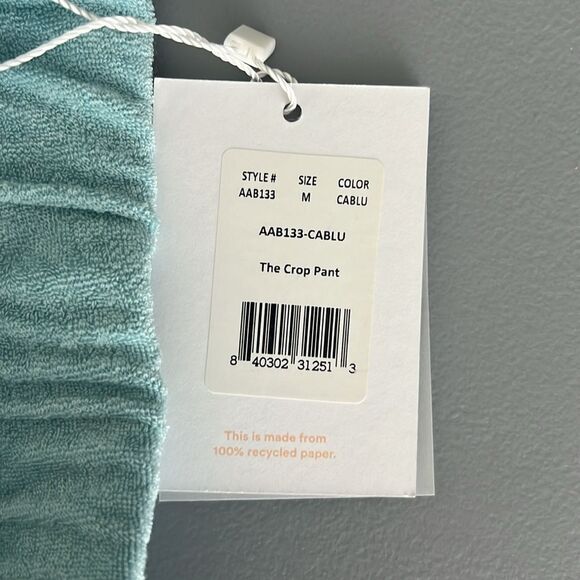 STYLE # SIZE COLOR
AAB133 M CABLU
AAB133-CABLU
The Crop Pant
8 40302 31251 3
This is made from
100% recycled paper.